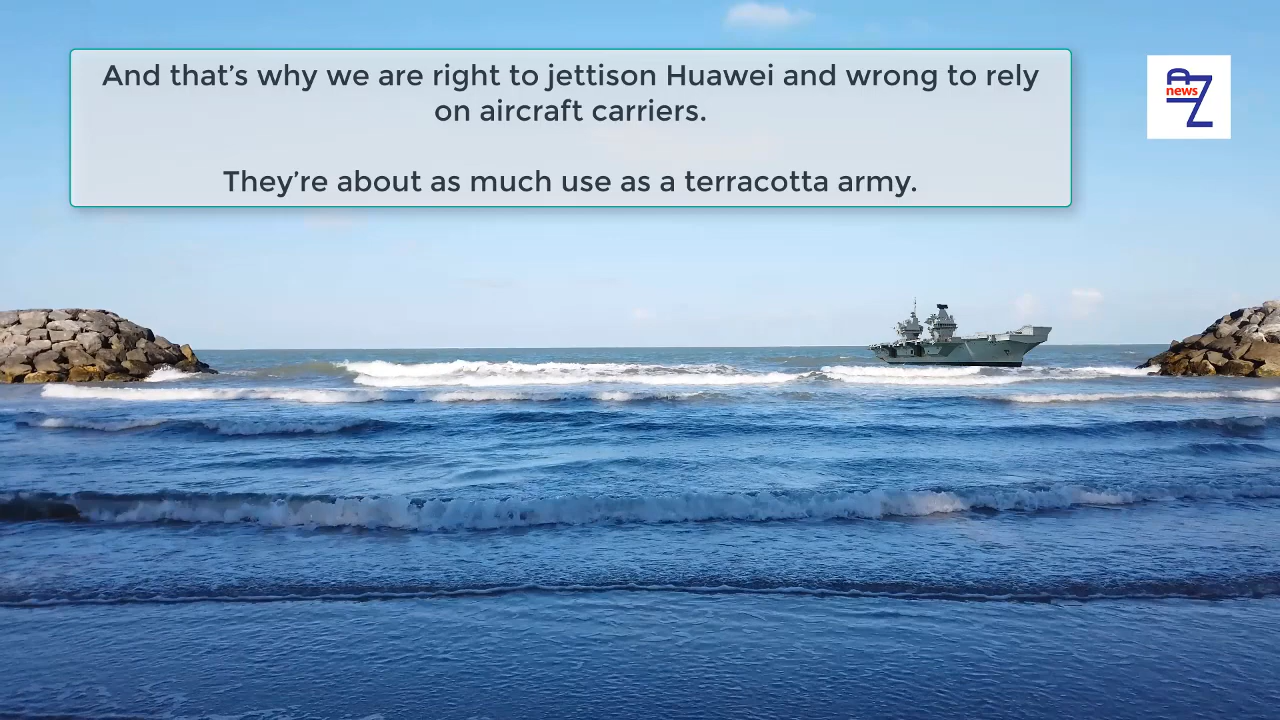 And that's why we are right to jettison Huawei and wrong to rely
on aircraft carriers.
They're about as much use as a terracotta army.
A
news
Z